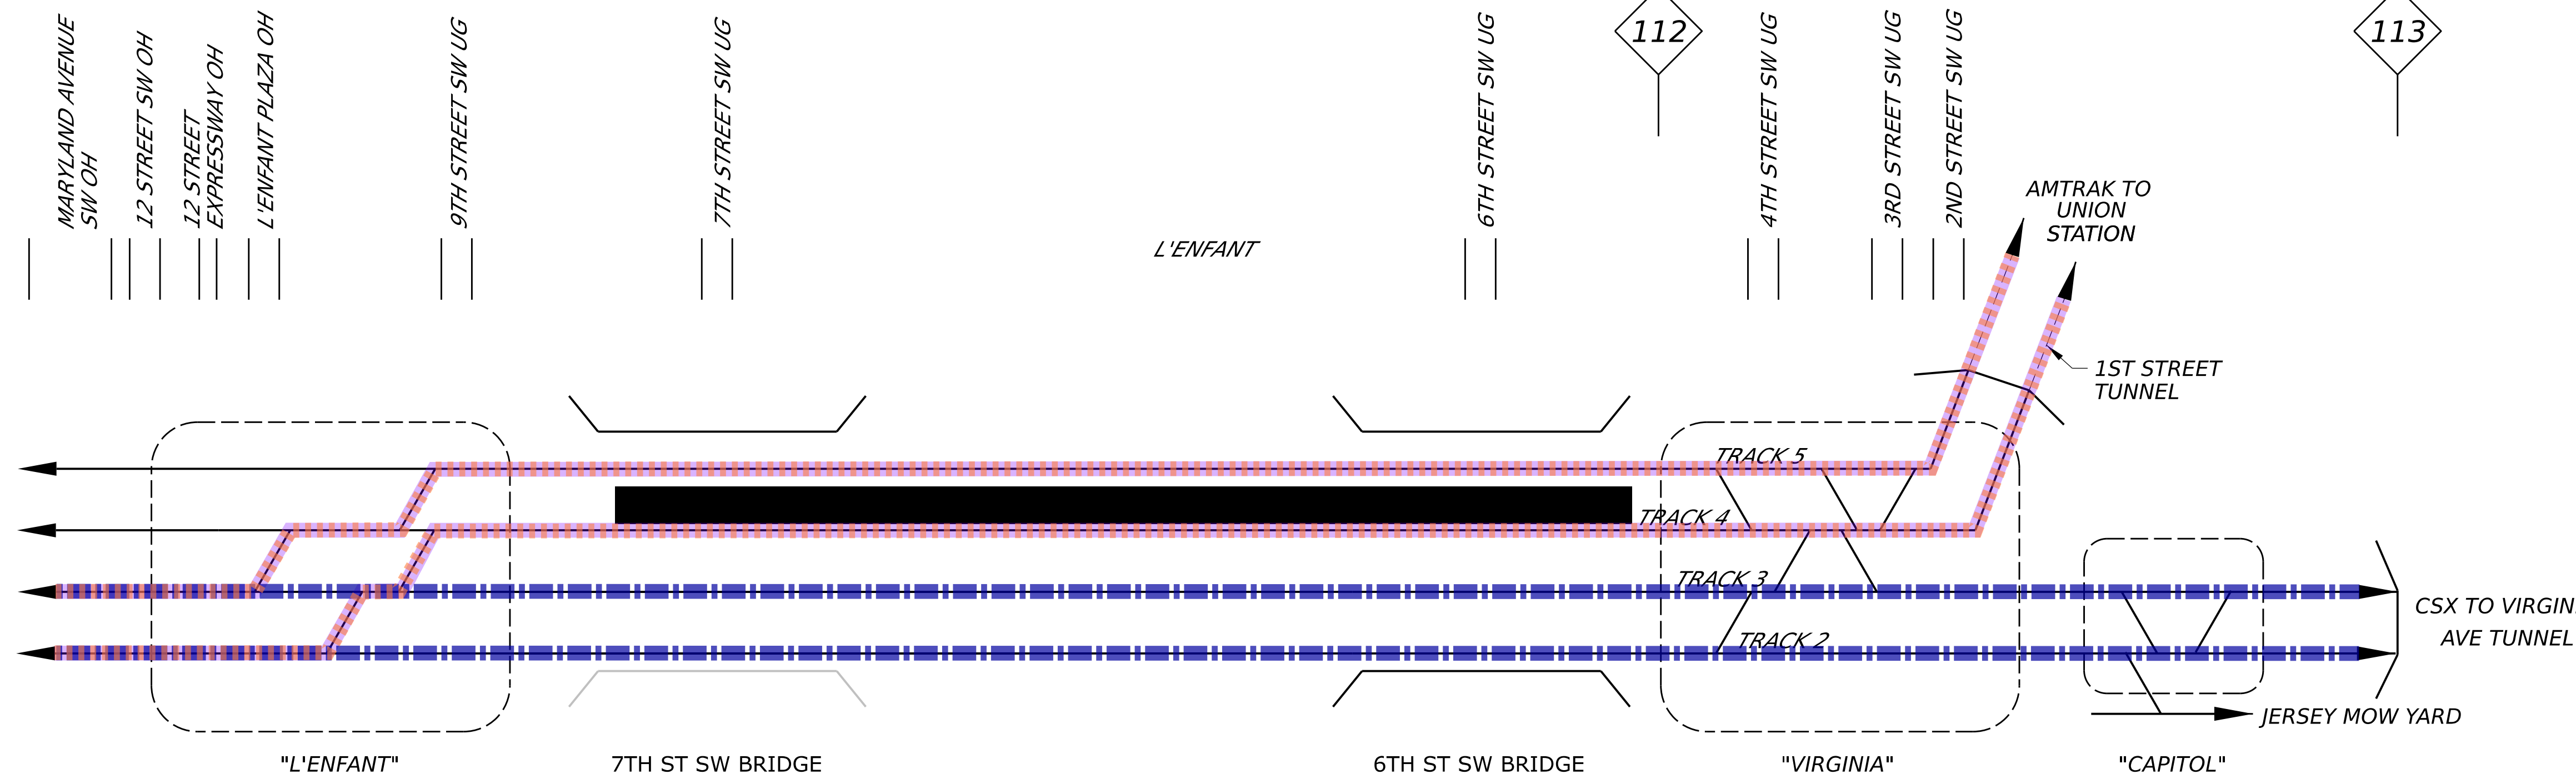 MARYLAND AVENUE
SW OH
12 STREET SW OH
12 STREET
EXPRESSWAY OH
L'ENFANT PLAZA OH
9TH STREET SW UG
7TH STREET SW UG
6TH STREET SW UG
112
4TH STREET SW UG
3RD STREET SW UG
2ND STREET SW UG
113
L'ENFANT
AMTRAK TO
UNION
STATION
1ST STREET
TUNNEL
TRACK 5
TRACK 4
TRACK 3
TRACK 2
CSX TO VIRGINI
AVE TUNNEL
JERSEY MOW YARD
"L'ENFANT"
7TH ST SW BRIDGE
6TH ST SW BRIDGE
"VIRGINIA"
"CAPITOL"